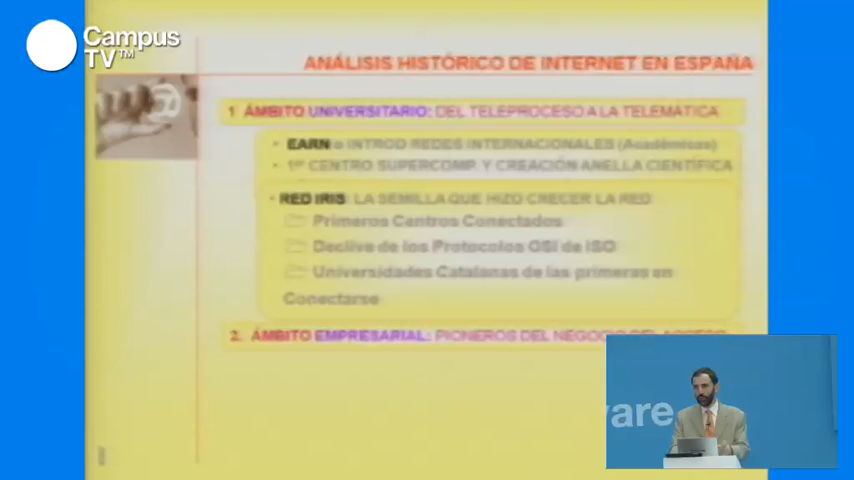 Campus
TV™
ANÁLISIS HISTÓRICO DE INTERNET EN ESPAÑA
1 ÁMBITO UNIVERSITARIO: DEL TELEPROCESO A LA TELEMÁTICA
• EARN INTROD REDES INTERNACIONALES (Académicas)
• 1er CENTRO SUPERCOMP. Y CREACIÓN ANELLA CIENTÍFICA
• RED IRIS: LA SEMILLA QUE HIZO CRECER LA RED
Primeros Centros Conectados
Declive de los Protocolos OSI de ISO
Universidades Catalanas de las primeras en
Conectarse
2. ÁMBITO EMPRESARIAL: PIONEROS DEL NEGOCIO DEL ACCESO
ware